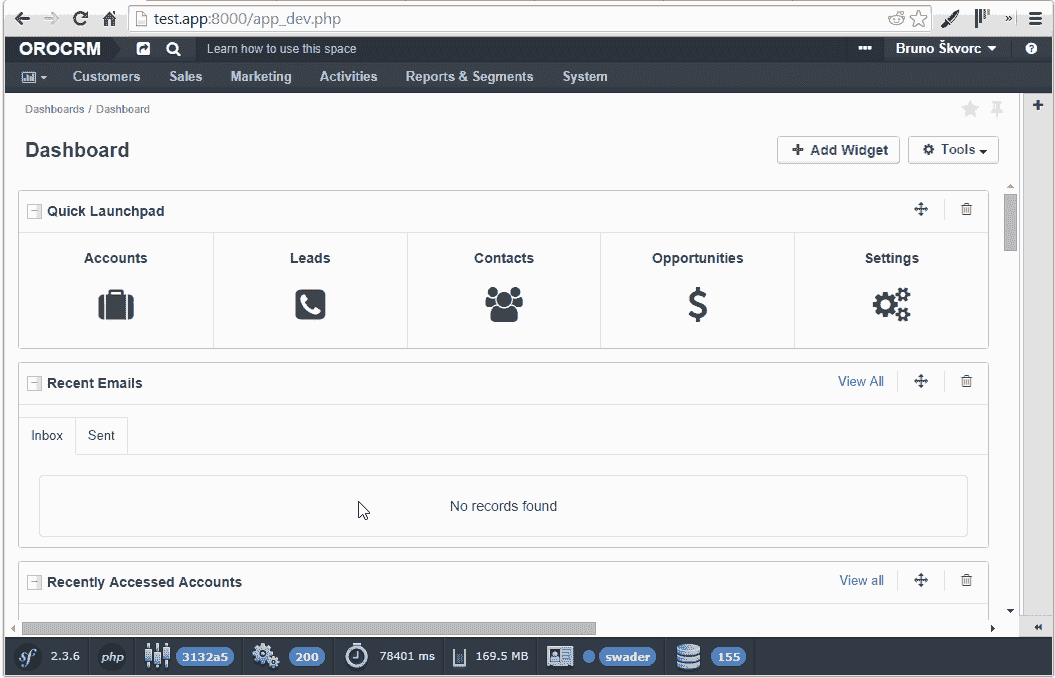 test.app:8000/app_dev.php
»
OROCRM Learn how to use this space ••• Bruno Škvorc ?
Customers Sales Marketing Activities Reports & Segments System
Dashboards / Dashboard
Dashboard
Add Widget Tools
Quick Launchpad
Accounts Leads Contacts Opportunities Settings
$
Recent Emails View All
Inbox Sent
No records found
Recently Accessed Accounts View all
«
sf 2.3.6 php 3132a5 200 78401 ms 169.5 MB swader 155